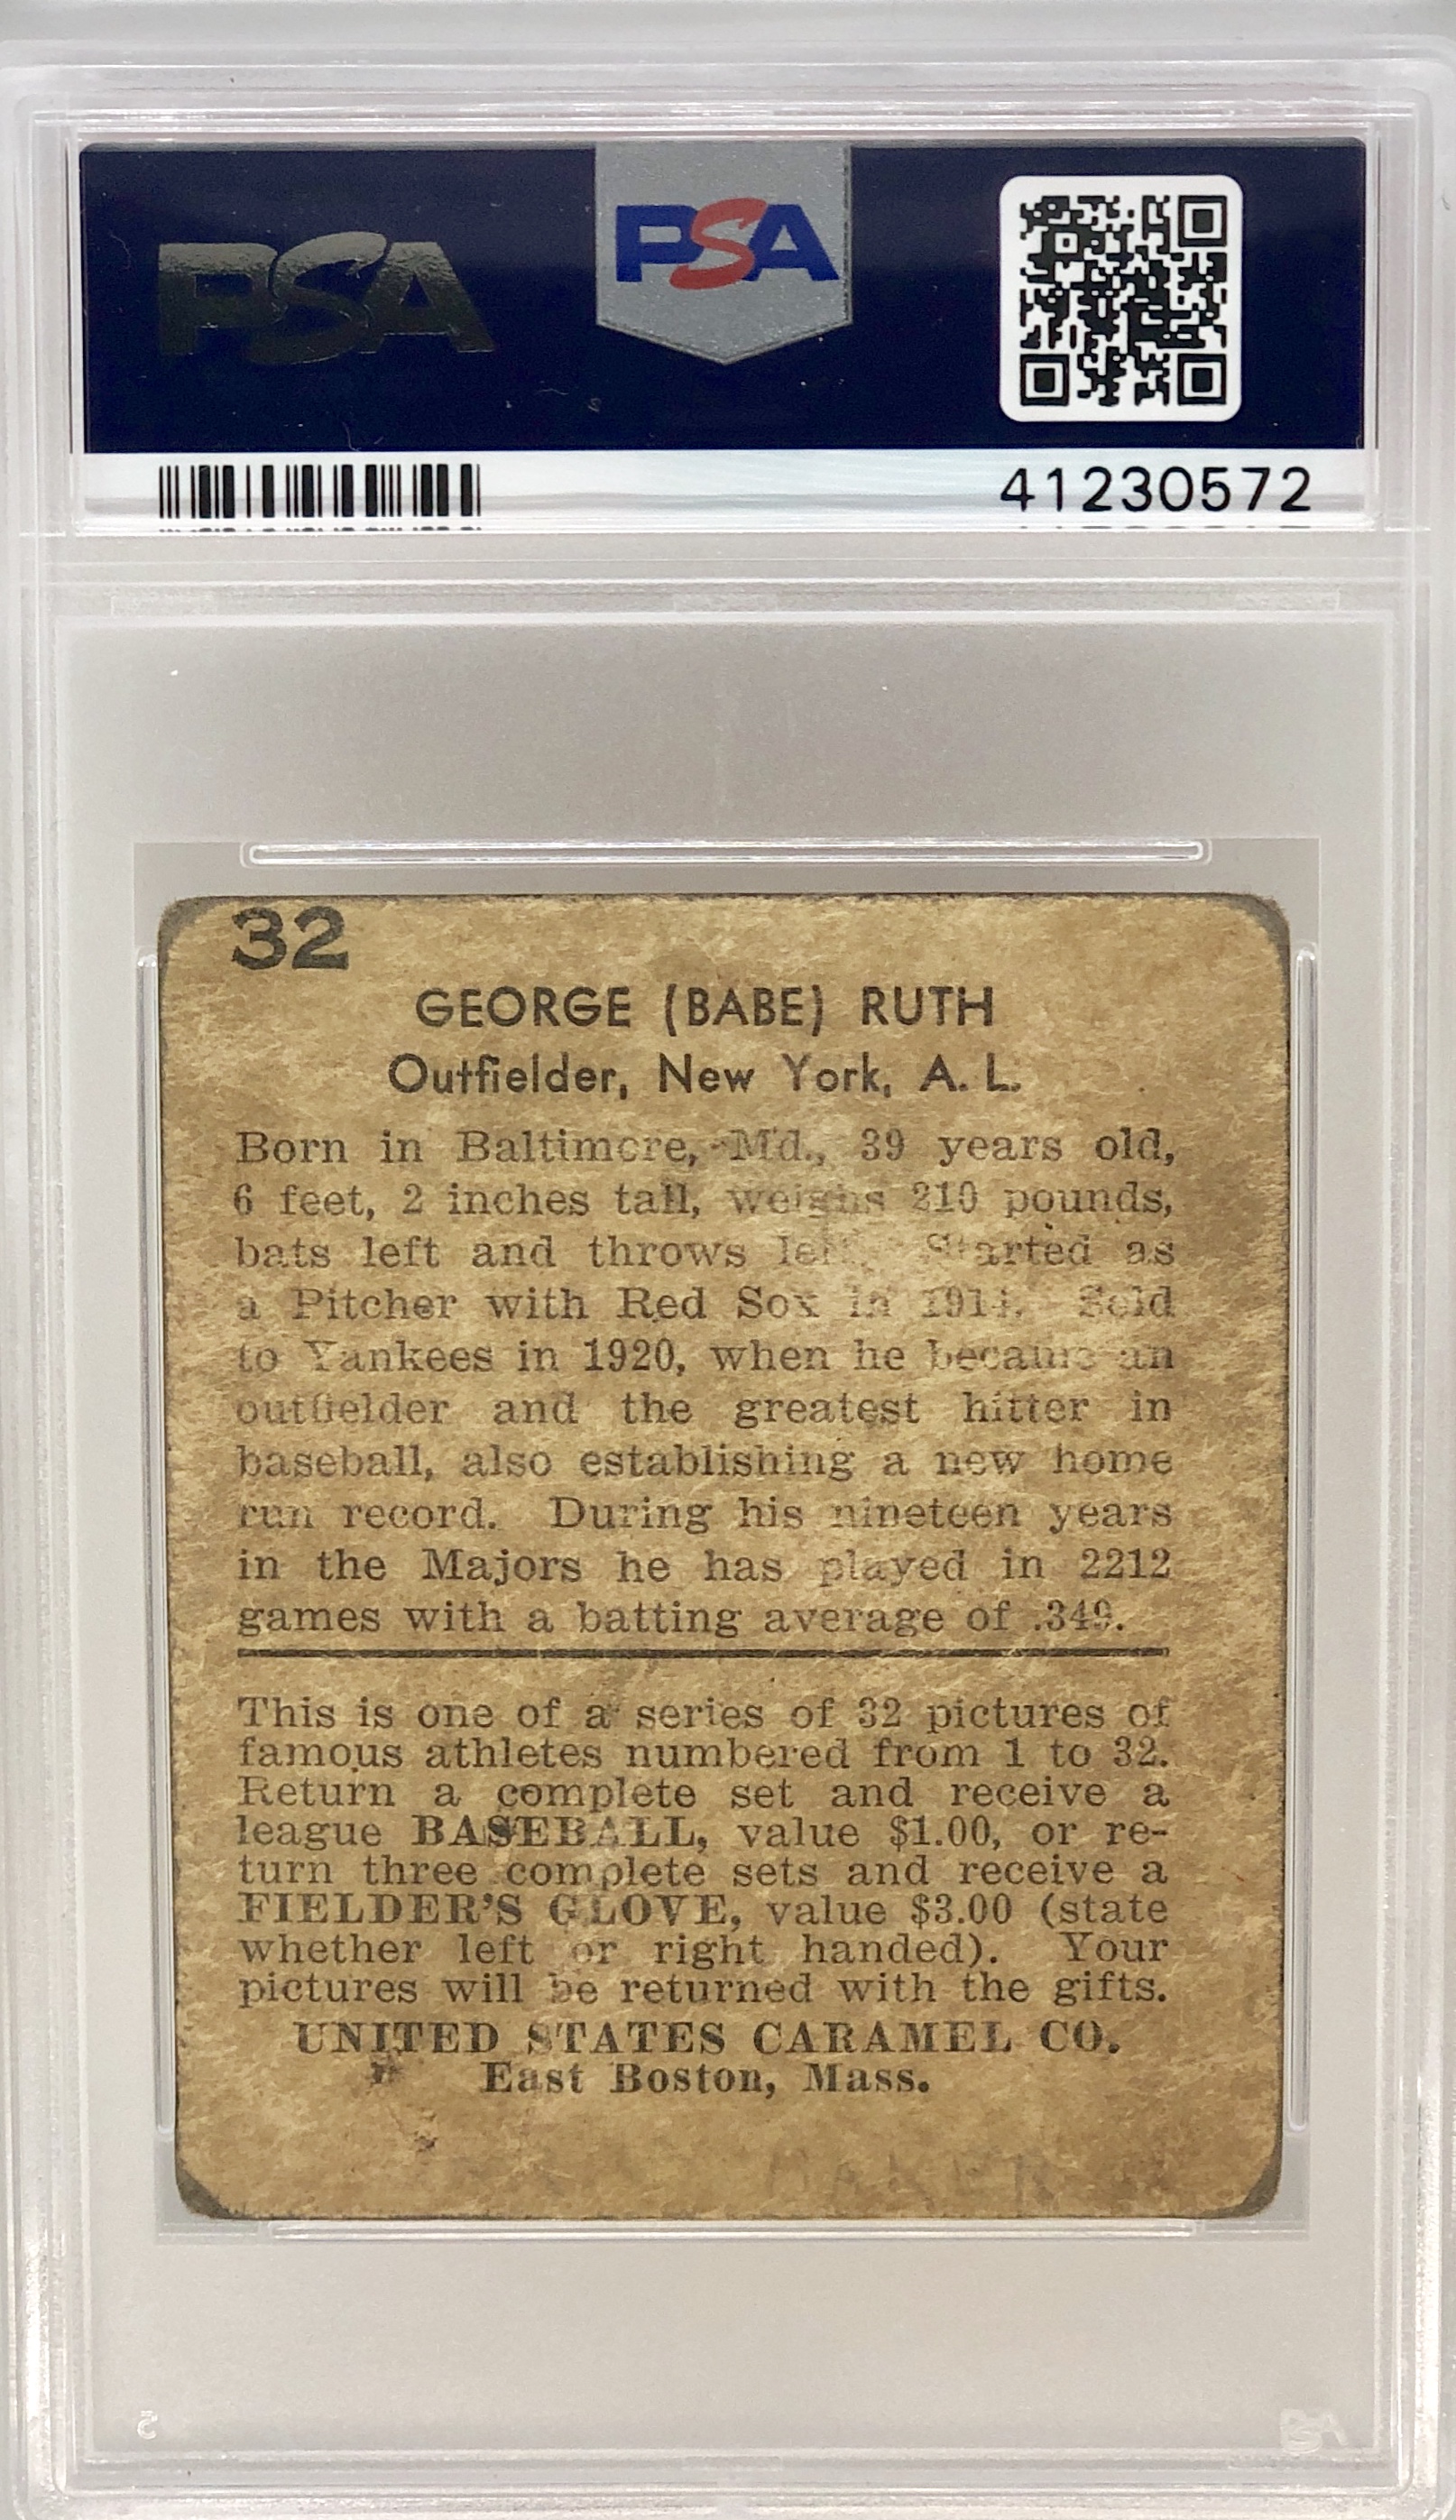 PSA
PSA
41230572
32
GEORGE (BABE) RUTH
Outfielder, New York, A. L.
Born in Baltimore, Md., 39 years old,
6 feet, 2 inches tall, weighs 210 pounds,
bats left and throws left. Started as
a Pitcher with Red Sox in 1914. Sold
to Yankees in 1920, when he became an
outfielder and the greatest hitter in
baseball, also establishing a new home
run record. During his nineteen years
in the Majors he has played in 2212
games with a batting average of .349.
This is one of a series of 32 pictures of
famous athletes numbered from 1 to 32.
Return a complete set and receive a
league BASEBALL, value $1.00, or re-
turn three complete sets and receive a
FIELDER'S GLOVE, value $3.00 (state
whether left or right handed). Your
pictures will be returned with the gifts.
UNITED STATES CARAMEL CO.
East Boston, Mass.